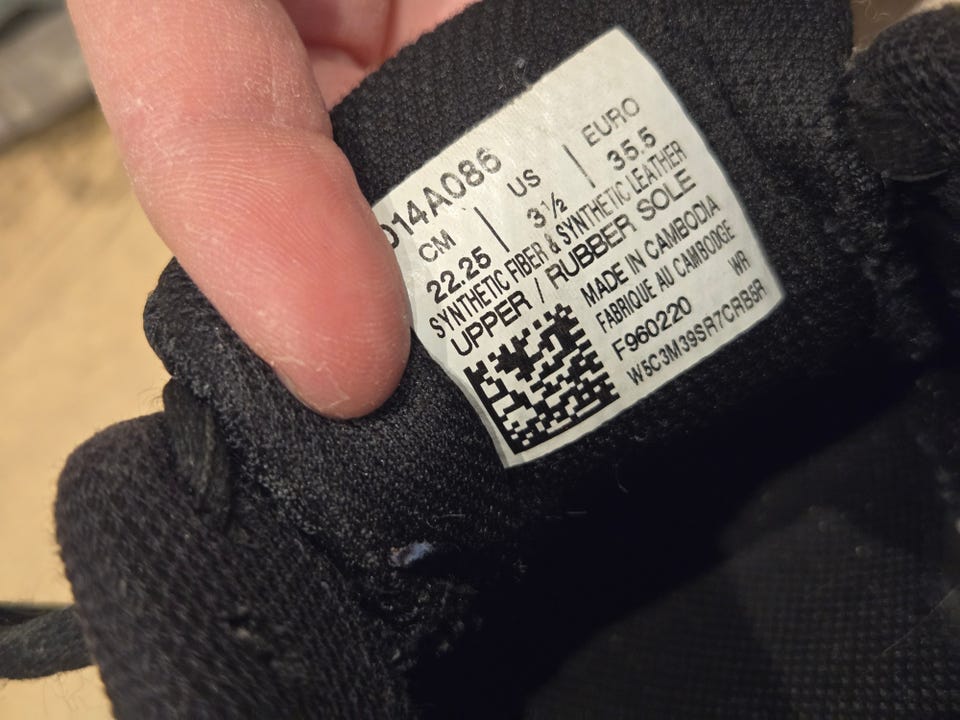 014A086
CM | US | EURO
22.25 3½ 35.5
SYNTHETIC FIBER & SYNTHETIC LEATHER
UPPER / RUBBER SOLE
MADE IN CAMBODIA
FABRIQUE AU CAMBODGE
F960220 WR
W5C3M39SR7CRB5R